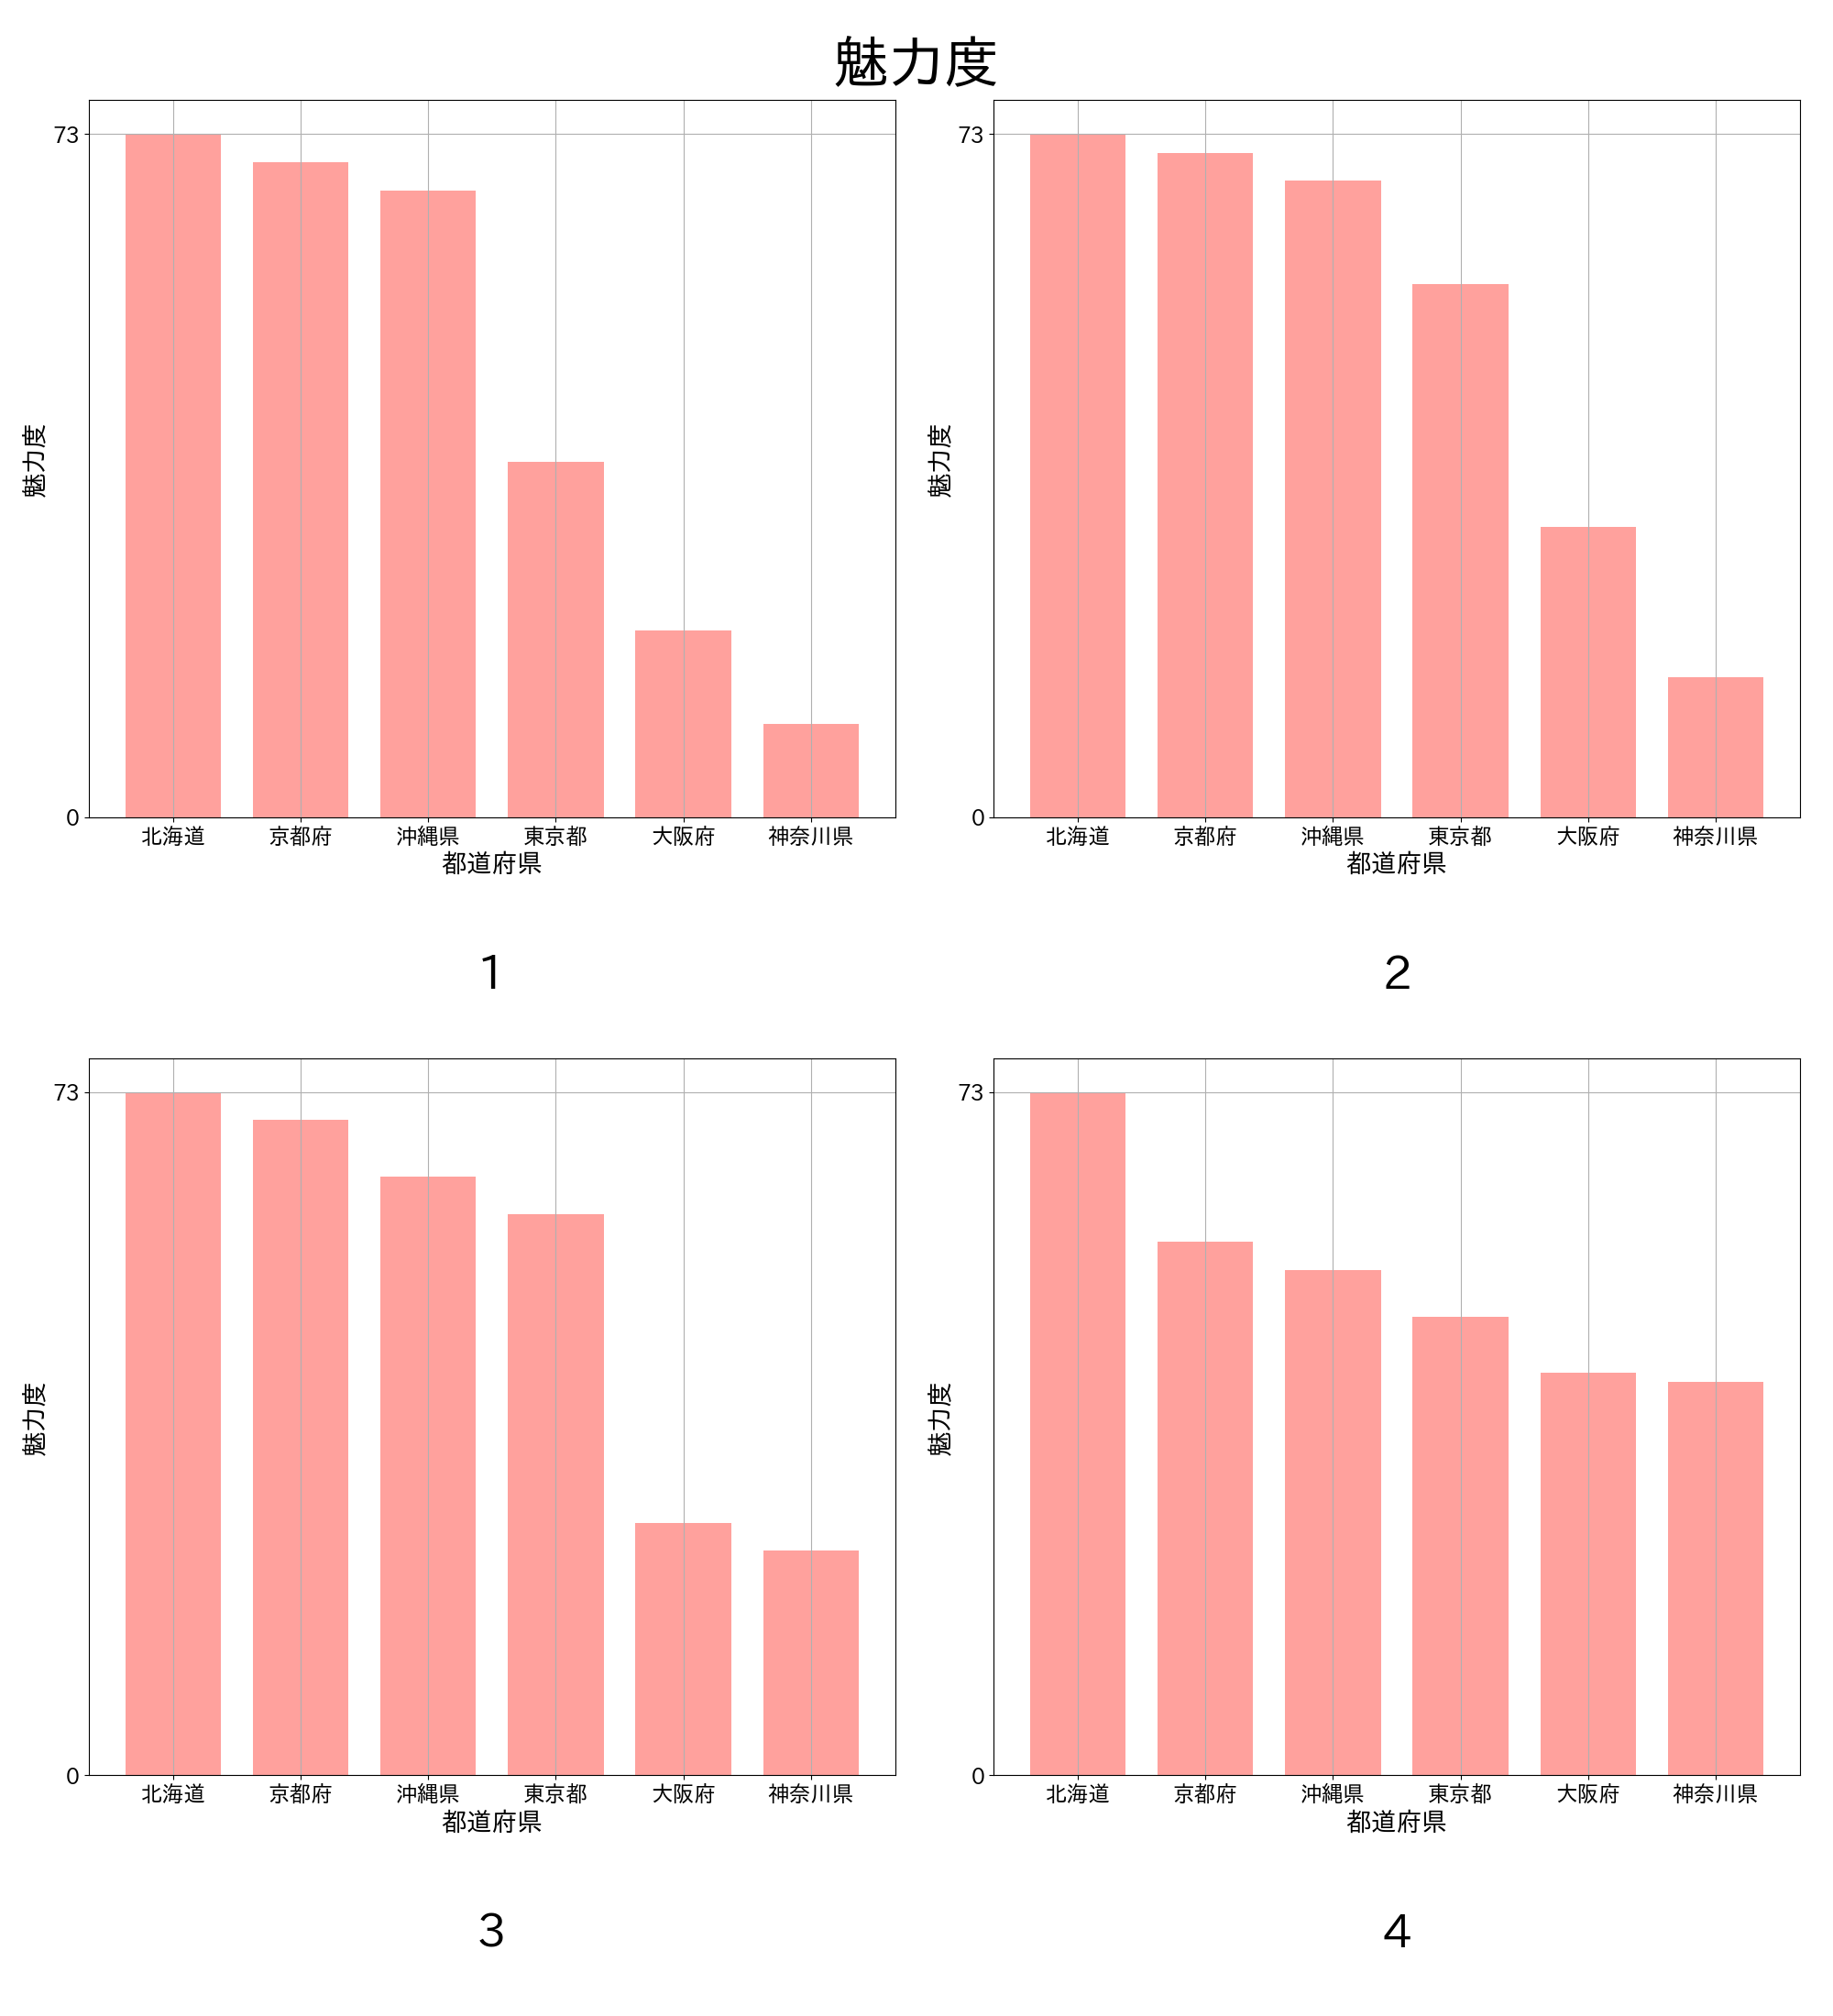 魅力度
73
0
魅力度
北海道 京都府 沖縄県 東京都 大阪府 神奈川県
都道府県
1
73
0
魅力度
北海道 京都府 沖縄県 東京都 大阪府 神奈川県
都道府県
2
73
0
魅力度
北海道 京都府 沖縄県 東京都 大阪府 神奈川県
都道府県
3
73
0
魅力度
北海道 京都府 沖縄県 東京都 大阪府 神奈川県
都道府県
4